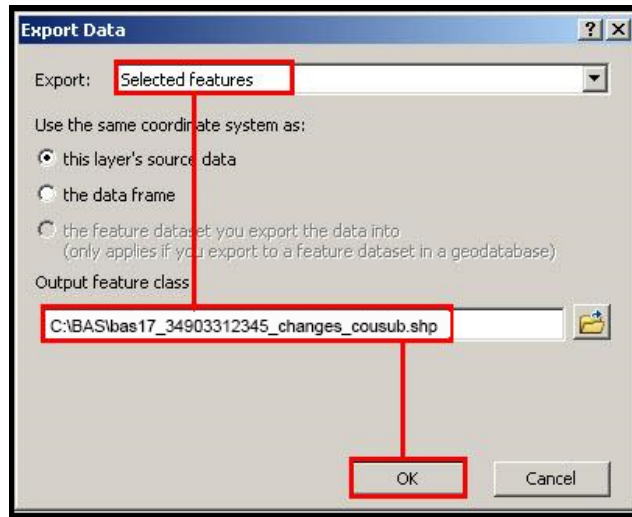 Export Data
Export: Selected features
Use the same coordinate system as:
this layer's source data
the data frame
the feature dataset you export the data into
(only applies if you export to a feature dataset in a geodatabase)
Output feature class
C:\BAS\bas17_34903312345_changes_cousub.shp
OK Cancel